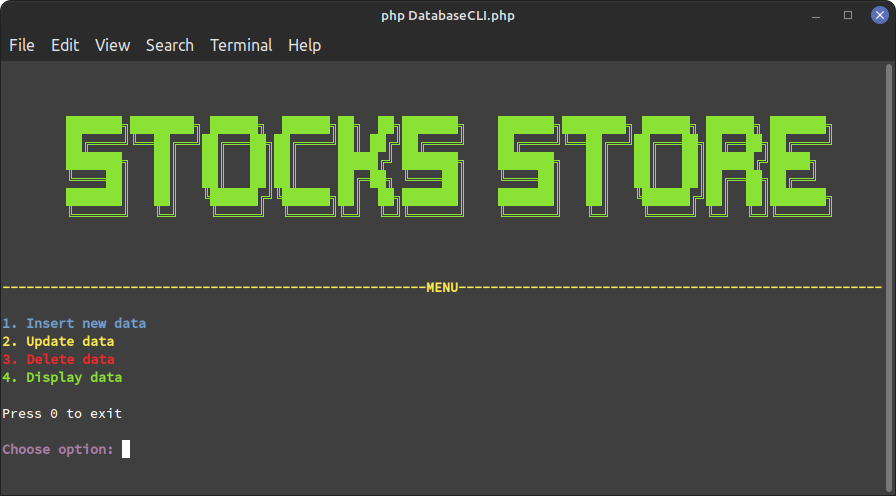 php DatabaseCLI.php
File Edit View Search Terminal Help
STOCKS STORE
-----------------------------------------------------MENU-----------------------------------------------------
1. Insert new data
2. Update data
3. Delete data
4. Display data
Press 0 to exit
Choose option: